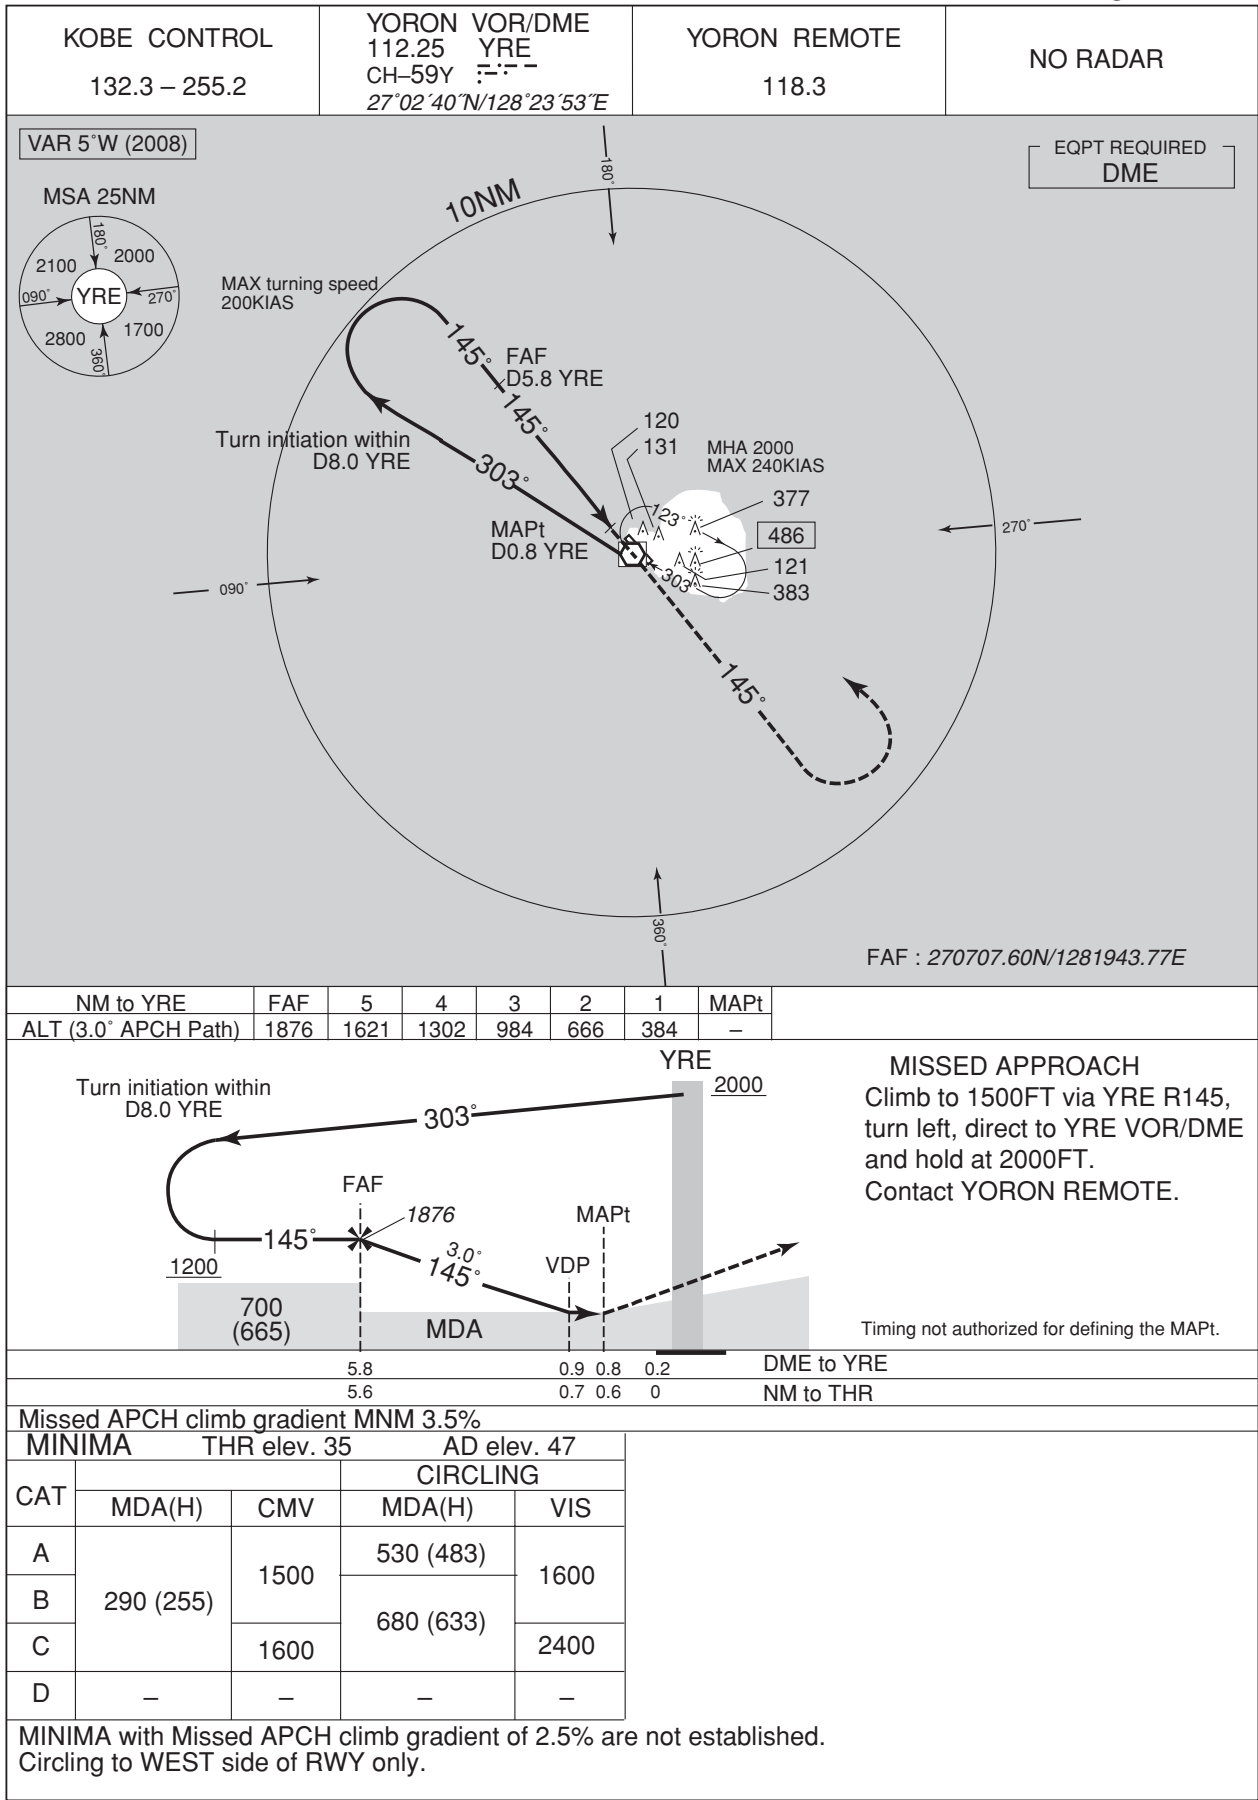 KOBE CONTROL
132.3 – 255.2
YORON VOR/DME
112.25 YRE
CH–59Y
27°02´40˝N/128°23´53˝E
YORON REMOTE
118.3
NO RADAR
VAR 5°W (2008)
EQPT REQUIRED
DME
MSA 25NM
180°
2100
2000
090°
YRE
270°
2800
1700
360°
180°
10NM
MAX turning speed
200KIAS
145°
FAF
D5.8 YRE
145°
Turn initiation within
D8.0 YRE
303°
120
131
MHA 2000
MAX 240KIAS
123°
377
486
121
383
303°
MAPt
D0.8 YRE
270°
090°
145°
360°
FAF : 270707.60N/1281943.77E
NM to YRE FAF 5 4 3 2 1 MAPt
ALT (3.0° APCH Path) 1876 1621 1302 984 666 384 –
YRE
2000
Turn initiation within
D8.0 YRE
303°
FAF
1876
MAPt
145°
3.0°
145°
VDP
1200
700
(665)
MDA
MISSED APPROACH
Climb to 1500FT via YRE R145,
turn left, direct to YRE VOR/DME
and hold at 2000FT.
Contact YORON REMOTE.
Timing not authorized for defining the MAPt.
5.8 0.9 0.8 0.2 DME to YRE
5.6 0.7 0.6 0 NM to THR
Missed APCH climb gradient MNM 3.5%
MINIMA THR elev. 35 AD elev. 47
CAT
CIRCLING
MDA(H) CMV MDA(H) VIS
A
530 (483)
1500
1600
B
290 (255)
680 (633)
C
1600
2400
D – – – –
MINIMA with Missed APCH climb gradient of 2.5% are not established.
Circling to WEST side of RWY only.